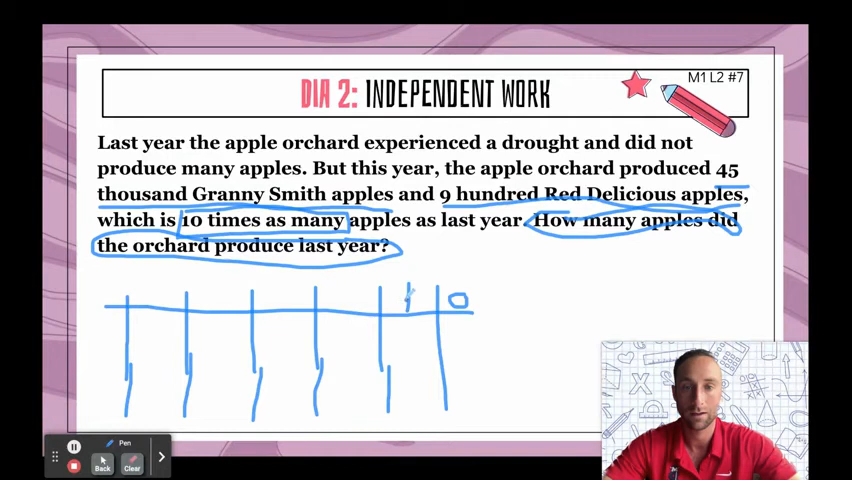 DIA 2: INDEPENDENT WORK
M1 L2 #7
Last year the apple orchard experienced a drought and did not
produce many apples. But this year, the apple orchard produced 45
thousand Granny Smith apples and 9 hundred Red Delicious apples,
which is 10 times as many apples as last year. How many apples did
the orchard produce last year?
0
Pen
Back
Clear